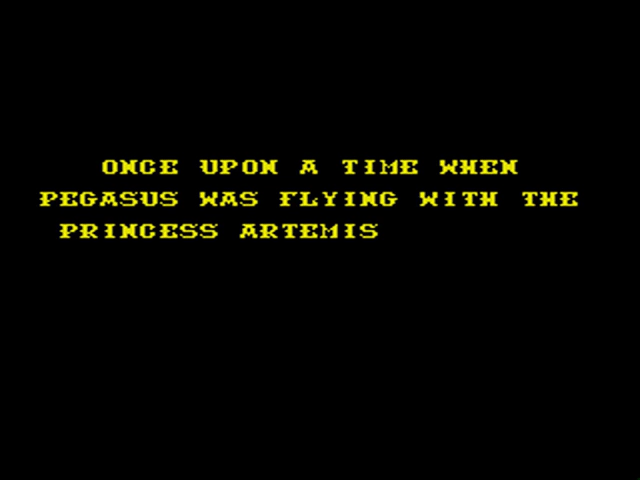 ONCE UPON A TIME WHEN
PEGASUS WAS FLYING WITH THE
PRINCESS ARTEMIS